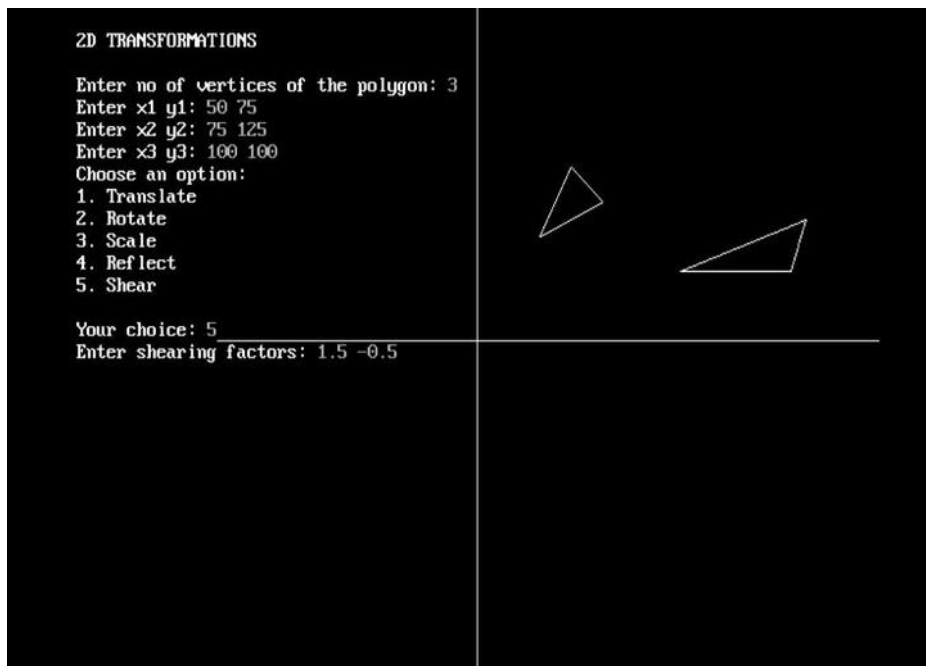 2D TRANSFORMATIONS
Enter no of vertices of the polygon: 3
Enter x1 y1: 50 75
Enter x2 y2: 75 125
Enter x3 y3: 100 100
Choose an option:
1. Translate
2. Rotate
3. Scale
4. Reflect
5. Shear
Your choice: 5
Enter shearing factors: 1.5 -0.5